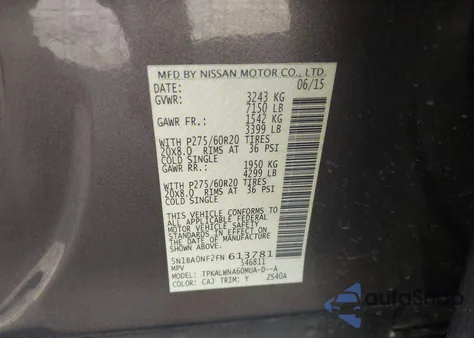 MFD BY NISSAN MOTOR CO., LTD.
DATE: 06/15
GVWR: 3243 KG
7150 LB
GAWR FR.: 1542 KG
3399 LB
WITH P275/60R20 TIRES
20X8.0 RIMS AT 36 PSI
COLD SINGLE
GAWR RR.: 1950 KG
4299 LB
WITH P275/60R20 TIRES
20X8.0 RIMS AT 36 PSI
COLD SINGLE
THIS VEHICLE CONFORMS TO
ALL APPLICABLE FEDERAL
MOTOR VEHICLE SAFETY
STANDARDS IN EFFECT ON THE
DATE OF MANUFACTURE
SHOWN ABOVE.
5N1BA0NF2FN 613781
MPV 546811
MODEL: TPKALWNA60MUA-D--A
COLOR: CAJ TRIM: Y ZS40A
autoShop